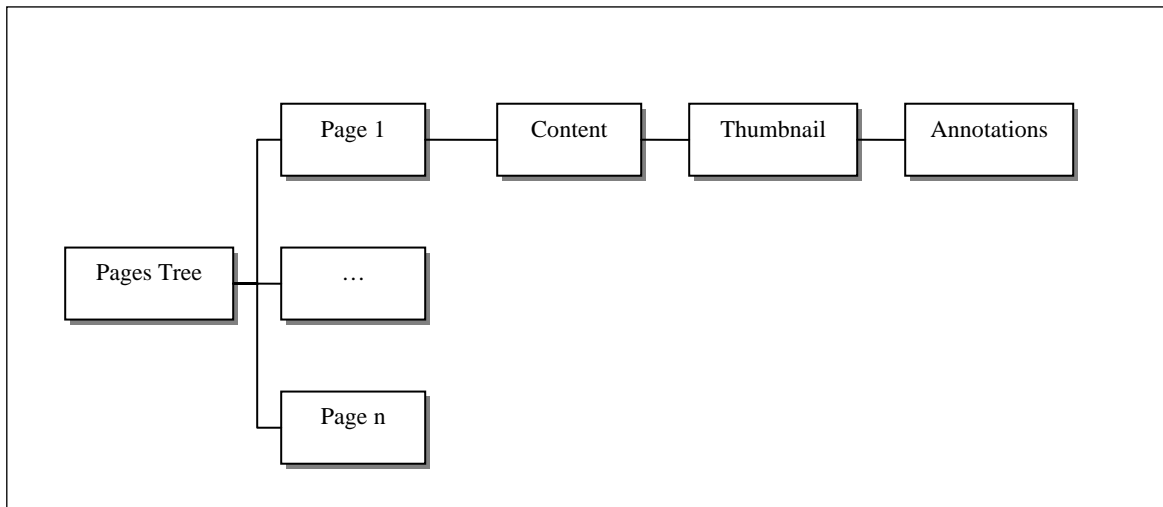 Page 1
Content
Thumbnail
Annotations
Pages Tree
…
Page n